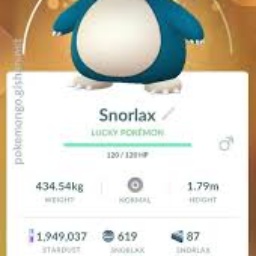 pokemongo.gishan.net
Snorlax
LUCKY POKÉMON
120 / 120 HP
434.54kg
NORMAL
1.79m
WEIGHT
HEIGHT
1,949,037
619
87
STARDUST
SNORLAX
SNORLAX